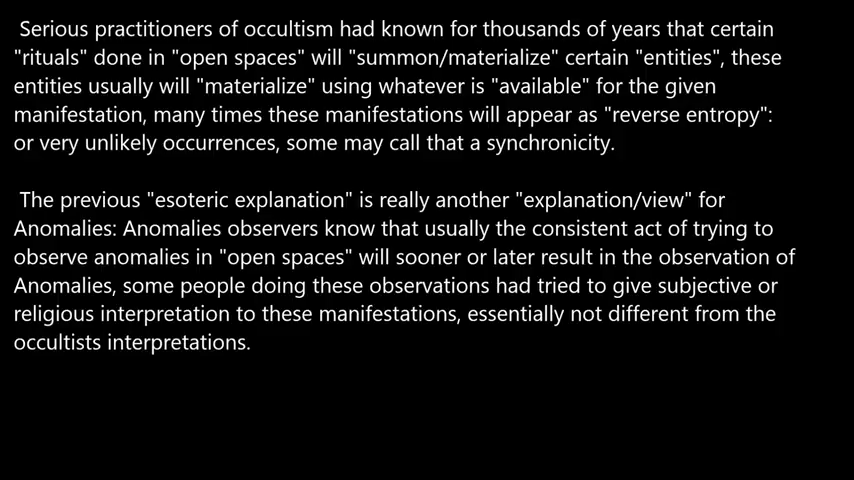 Serious practitioners of occultism had known for thousands of years that certain
"rituals" done in "open spaces" will "summon/materialize" certain "entities", these
entities usually will "materialize" using whatever is "available" for the given
manifestation, many times these manifestations will appear as "reverse entropy":
or very unlikely occurrences, some may call that a synchronicity.
The previous "esoteric explanation" is really another "explanation/view" for
Anomalies: Anomalies observers know that usually the consistent act of trying to
observe anomalies in "open spaces" will sooner or later result in the observation of
Anomalies, some people doing these observations had tried to give subjective or
religious interpretation to these manifestations, essentially not different from the
occultists interpretations.